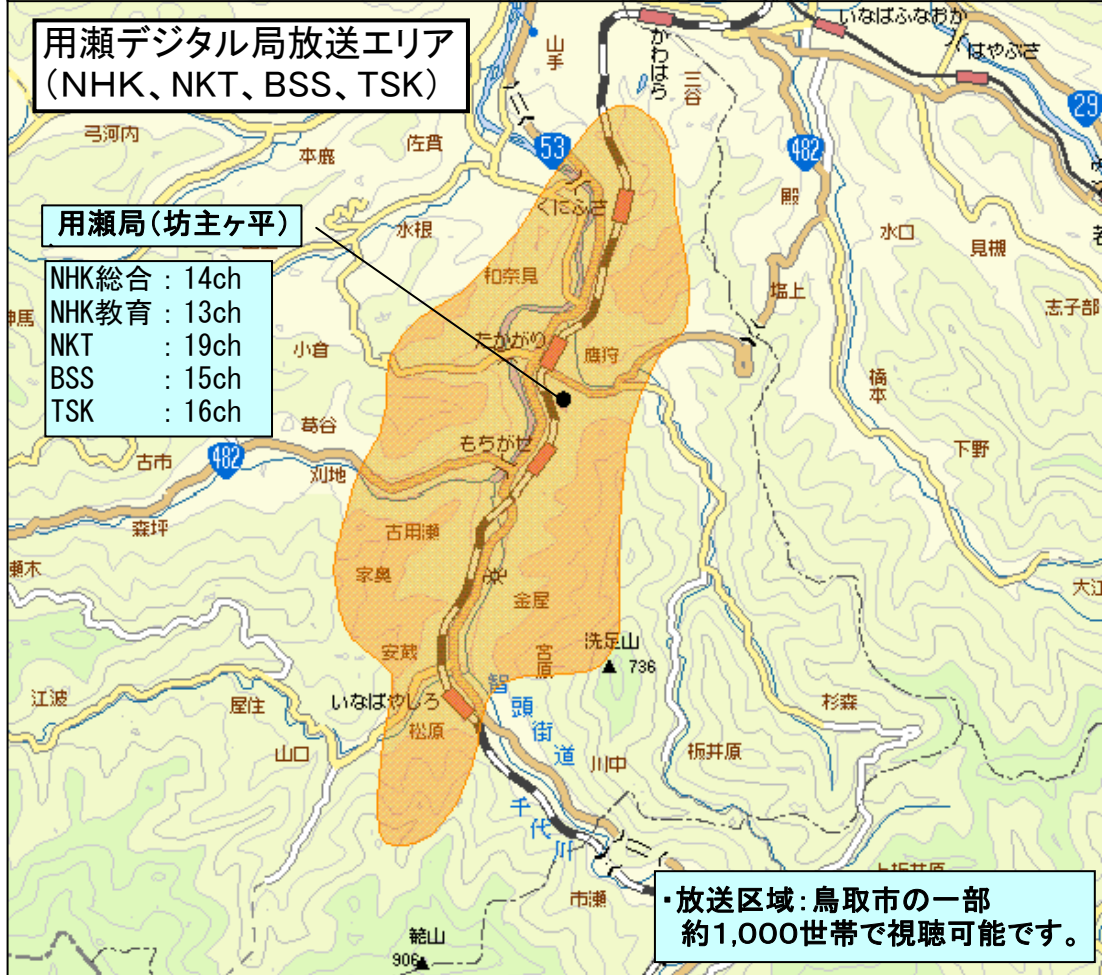 用瀬デジタル局放送エリア
(NHK、NKT、BSS、TSK)
いなばふなおか
はやぶさ
かわはら
山手
三谷
29
弓河内
本鹿
佐貫
53
482
殿
くにふさ
用瀬局(坊主ヶ平)
水根
水口
見槻
和奈見
塩上
志子部
NHK総合 : 14ch
NHK教育 : 13ch
NKT : 19ch
BSS : 15ch
TSK : 16ch
小倉
たかがり
鷹狩
橋本
葛谷
もちがせ
古市
482
刈地
下野
森坪
古用瀬
家奥
金屋
大江
安蔵
宮原
洗足山
736
江波
屋住
いなばやしろ
智頭街道
杉森
松原
山口
川中
板井原
千代川
上板井原
市瀬
・放送区域:鳥取市の一部
約1,000世帯で視聴可能です。
906